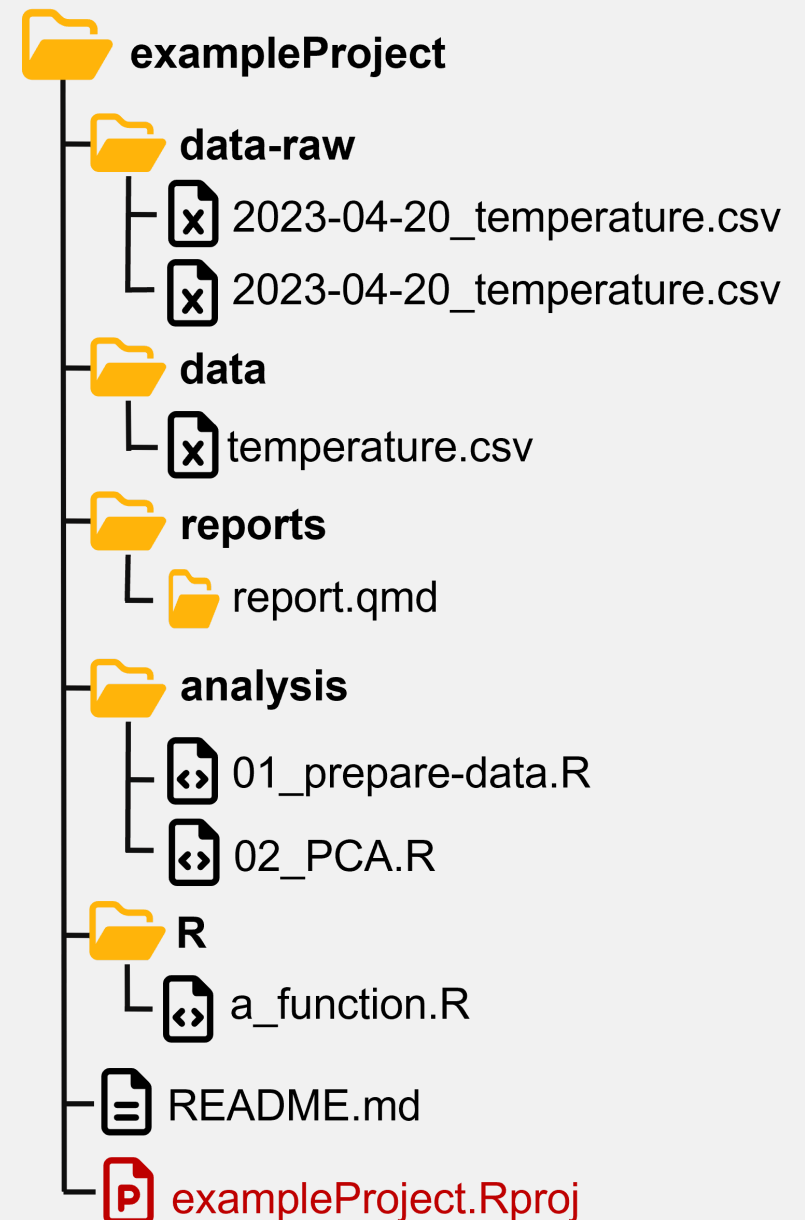 exampleProject
data-raw
2023-04-20_temperature.csv
2023-04-20_temperature.csv
data
temperature.csv
reports
report.qmd
analysis
01_prepare-data.R
02_PCA.R
R
a_function.R
README.md
exampleProject.Rproj